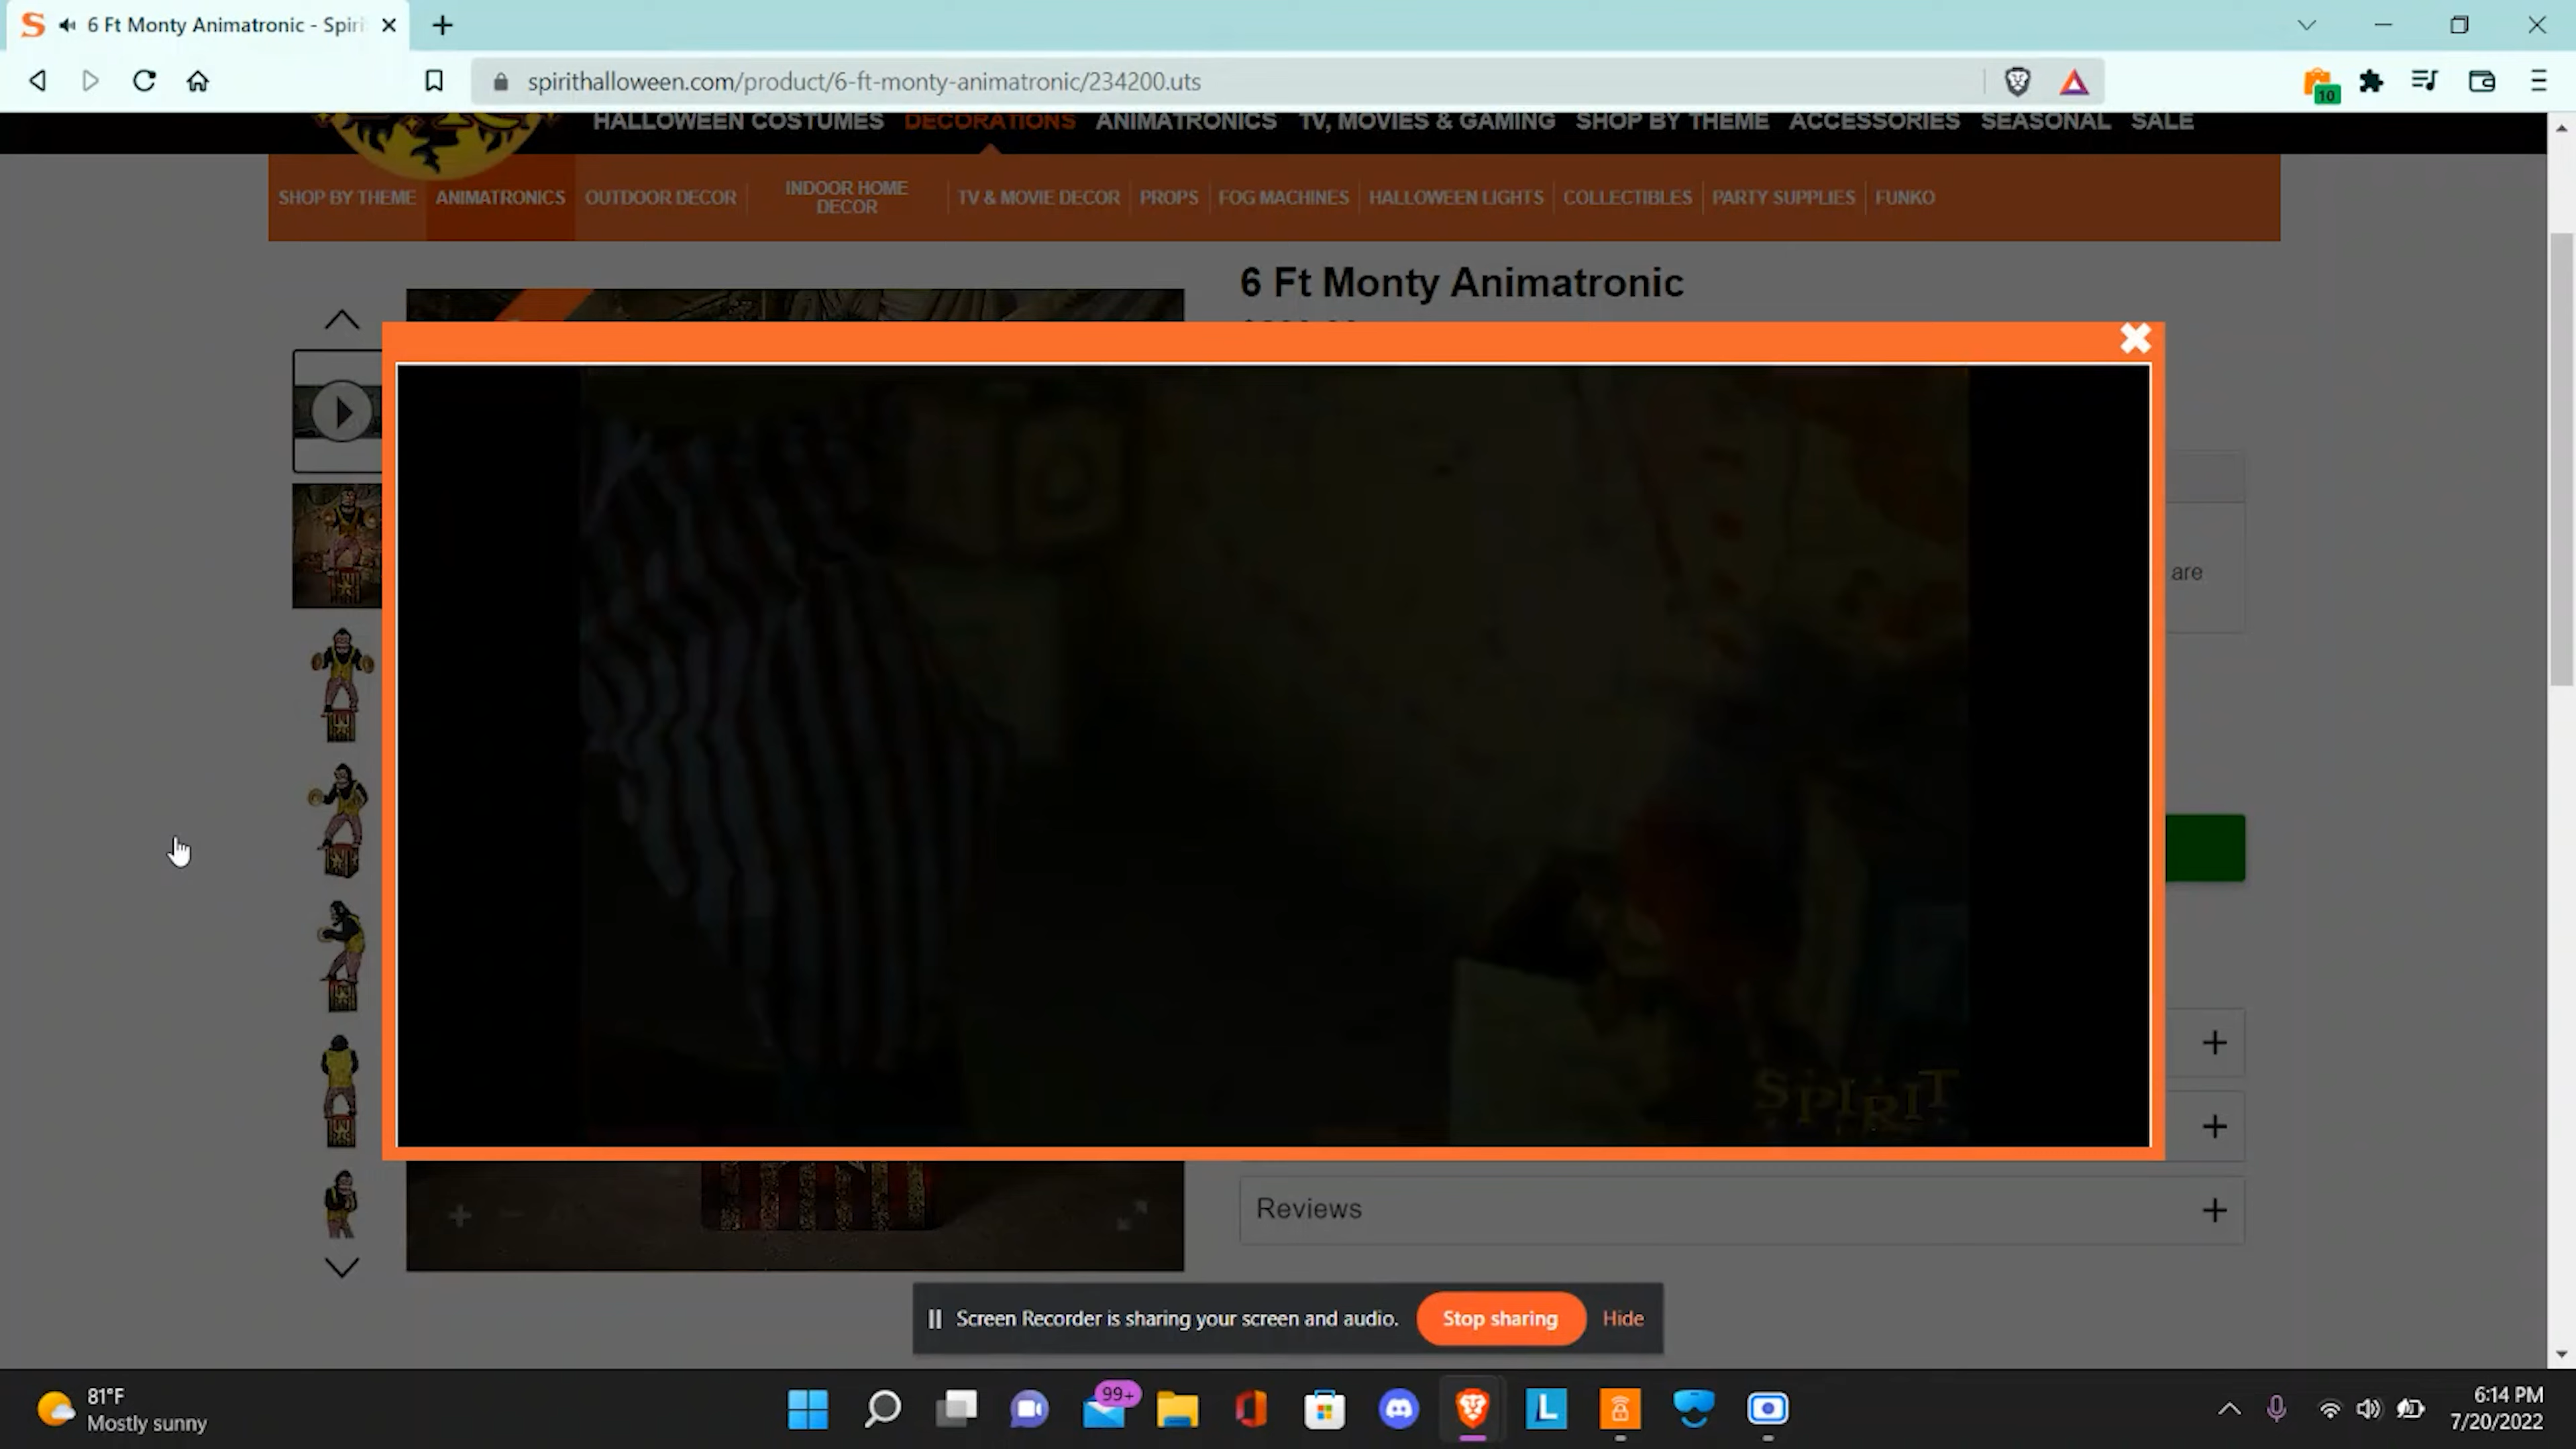 6 Ft Monty Animatronic - Spiri
spirithalloween.com/product/6-ft-monty-animatronic/234200.uts
10
HALLOWEEN COSTUMES DECORATIONS ANIMATRONICS TV, MOVIES & GAMING SHOP BY THEME ACCESSORIES SEASONAL SALE
SHOP BY THEME ANIMATRONICS OUTDOOR DECOR INDOOR HOME DECOR TV & MOVIE DECOR PROPS FOG MACHINES HALLOWEEN LIGHTS COLLECTIBLES PARTY SUPPLIES FUNKO
6 Ft Monty Animatronic
are
SPIRIT
Reviews
Screen Recorder is sharing your screen and audio. Stop sharing Hide
81°F
Mostly sunny
99+
6:14 PM
7/20/2022